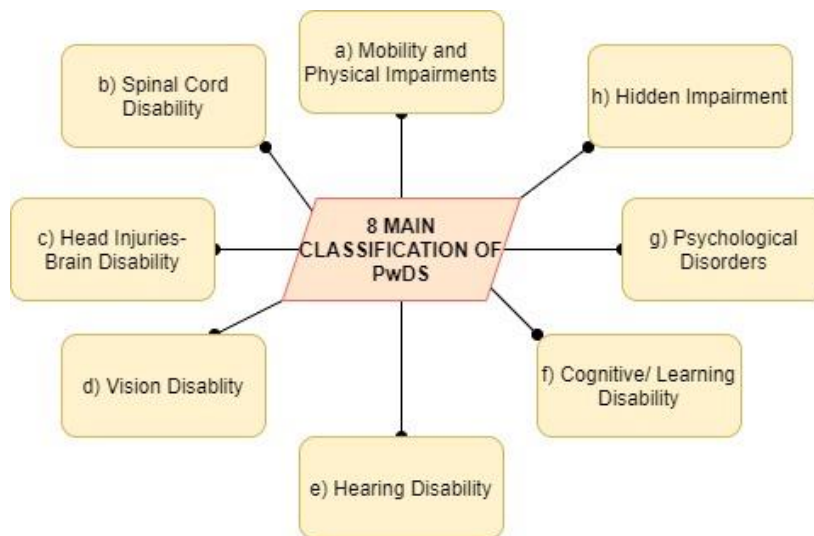 8 MAIN
CLASSIFICATION OF
PwDS
a) Mobility and
Physical Impairments
b) Spinal Cord
Disability
c) Head Injuries-
Brain Disability
d) Vision Disablity
e) Hearing Disability
f) Cognitive/ Learning
Disability
g) Psychological
Disorders
h) Hidden Impairment